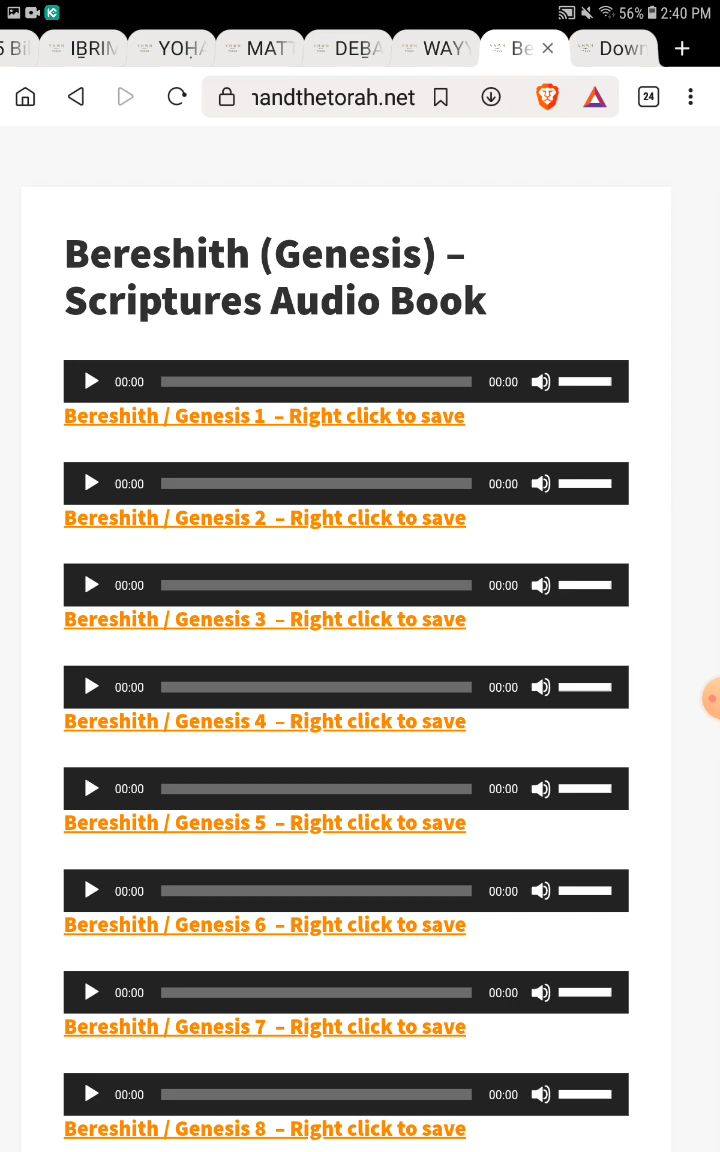 56% 2:40 PM
5 Bi IḆRIM YOḤA MATT DEḆA WAYY Be Down
handthetorah.net 24
Bereshith (Genesis) –
Scriptures Audio Book
00:00 00:00
Bereshith / Genesis 1 – Right click to save
00:00 00:00
Bereshith / Genesis 2 – Right click to save
00:00 00:00
Bereshith / Genesis 3 – Right click to save
00:00 00:00
Bereshith / Genesis 4 – Right click to save
00:00 00:00
Bereshith / Genesis 5 – Right click to save
00:00 00:00
Bereshith / Genesis 6 – Right click to save
00:00 00:00
Bereshith / Genesis 7 – Right click to save
00:00 00:00
Bereshith / Genesis 8 – Right click to save